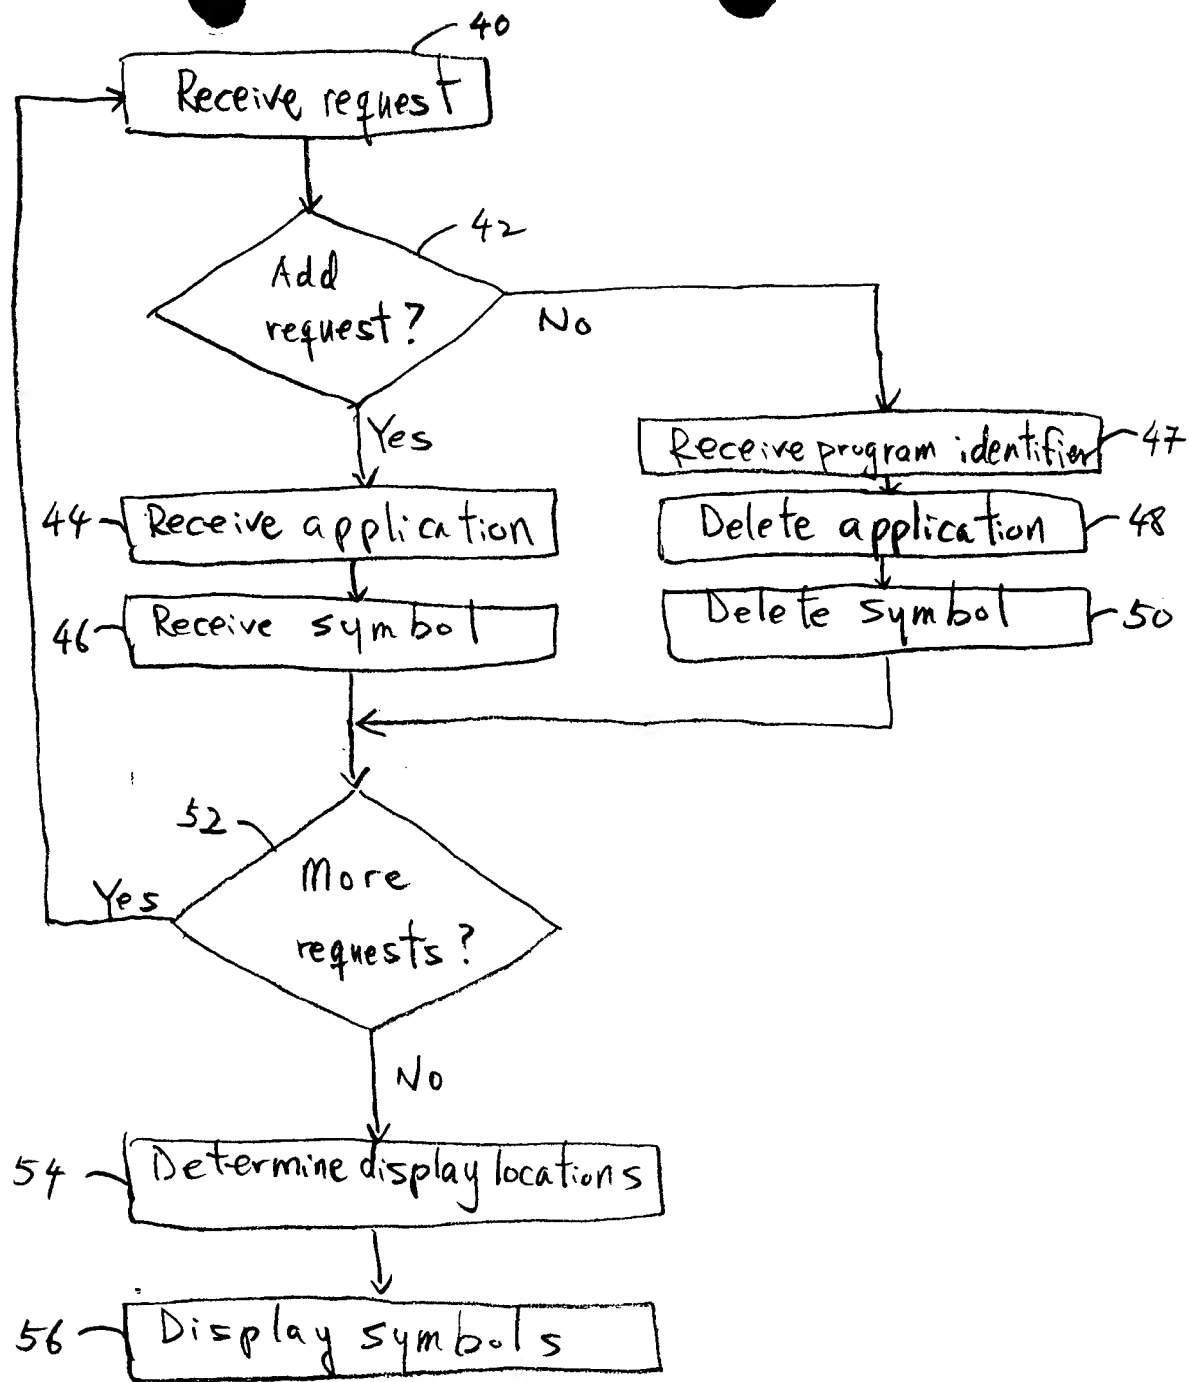 40
Receive request
42
Add
request?
No
Yes
Receive program identifier
47
44
Receive application
Delete application
48
46
Receive symbol
Delete symbol
50
52
More
requests?
Yes
No
54
Determine display locations
56
Display symbols